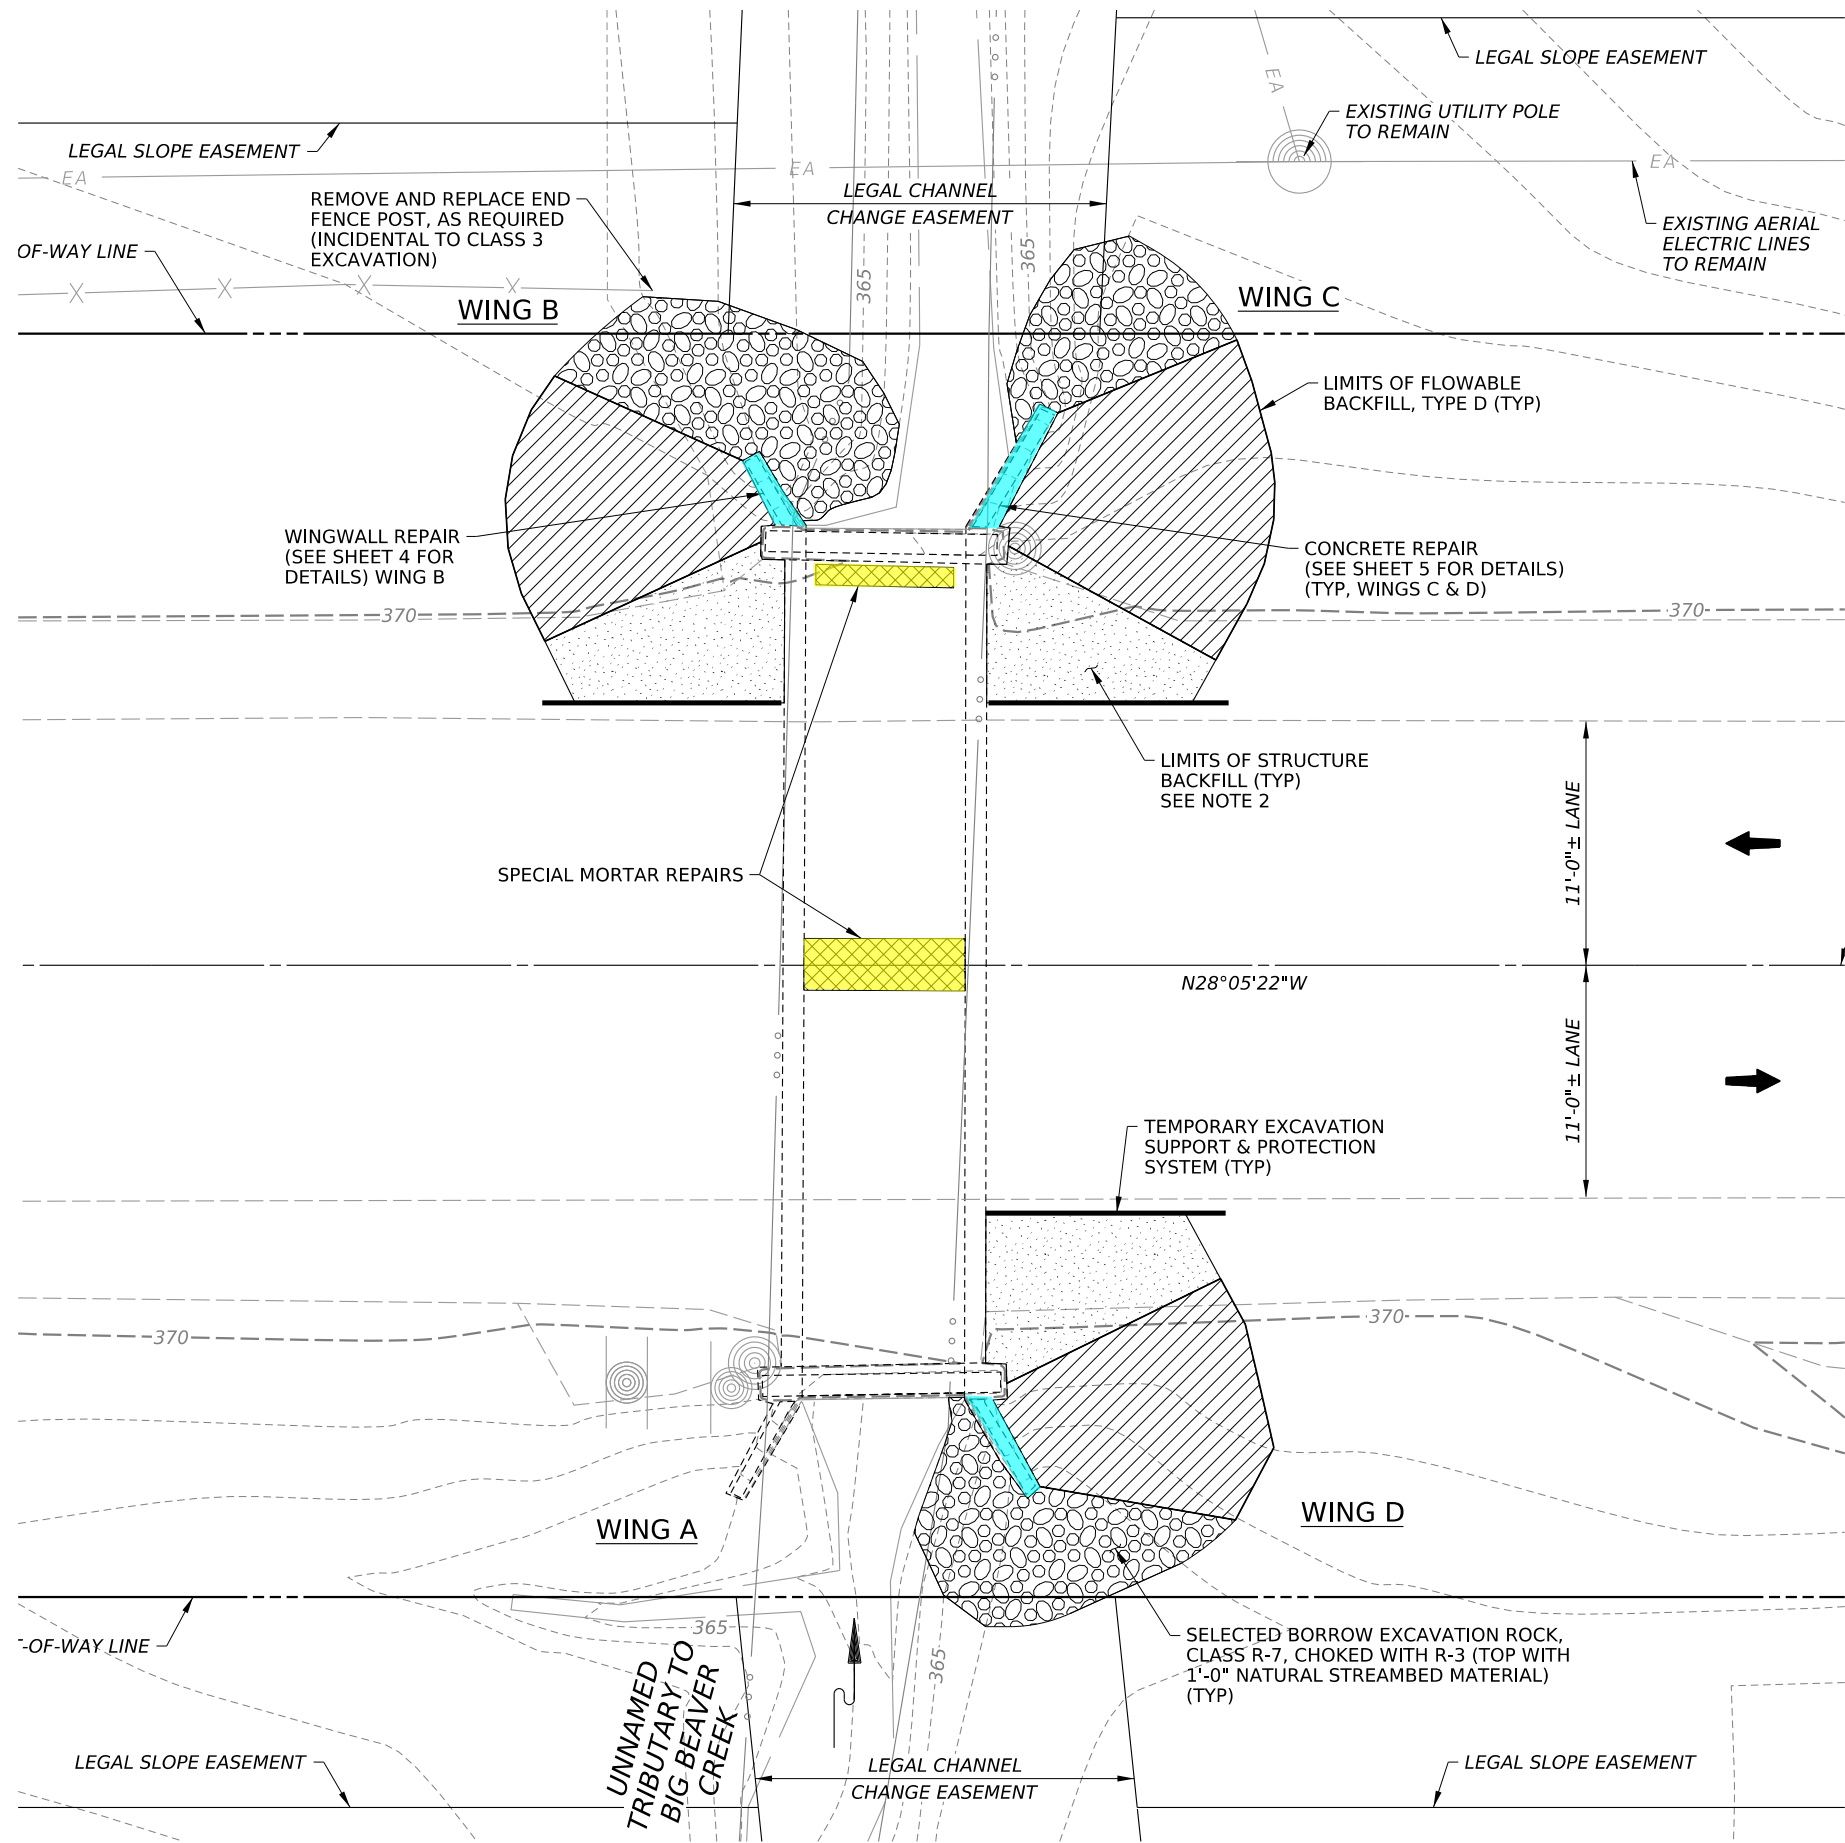 LEGAL SLOPE EASEMENT
EA
EXISTING UTILITY POLE
TO REMAIN
LEGAL SLOPE EASEMENT
EA
EA
EA
REMOVE AND REPLACE END
FENCE POST, AS REQUIRED
(INCIDENTAL TO CLASS 3
EXCAVATION)
LEGAL CHANNEL
CHANGE EASEMENT
EXISTING AERIAL
ELECTRIC LINES
TO REMAIN
OF-WAY LINE
365
365
X X X X
WING B
WING C
LIMITS OF FLOWABLE
BACKFILL, TYPE D (TYP)
WINGWALL REPAIR
(SEE SHEET 4 FOR
DETAILS) WING B
CONCRETE REPAIR
(SEE SHEET 5 FOR DETAILS)
(TYP, WINGS C & D)
370
370
LIMITS OF STRUCTURE
BACKFILL (TYP)
SEE NOTE 2
11'-0"± LANE
SPECIAL MORTAR REPAIRS
N28°05'22"W
11'-0"± LANE
TEMPORARY EXCAVATION
SUPPORT & PROTECTION
SYSTEM (TYP)
370
370
WING A
WING D
-OF-WAY LINE
365
365
SELECTED BORROW EXCAVATION ROCK,
CLASS R-7, CHOKED WITH R-3 (TOP WITH
1'-0" NATURAL STREAMBED MATERIAL)
(TYP)
UNNAMED
TRIBUTARY TO
BIG BEAVER
CREEK
LEGAL SLOPE EASEMENT
LEGAL CHANNEL
CHANGE EASEMENT
LEGAL SLOPE EASEMENT